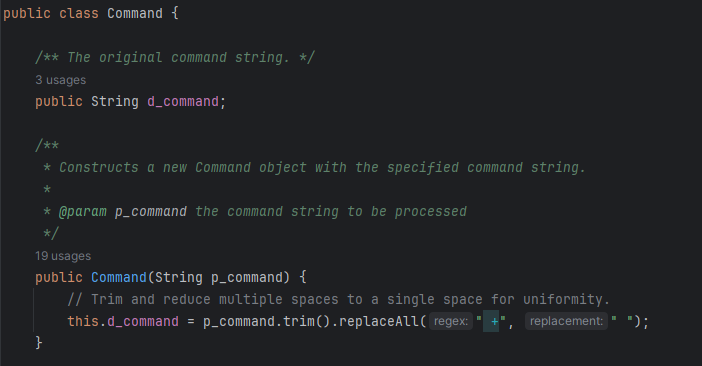 public class Command {
/** The original command string. */
3 usages
public String d_command;
/**
* Constructs a new Command object with the specified command string.
*
* @param p_command the command string to be processed
*/
19 usages
public Command(String p_command) {
// Trim and reduce multiple spaces to a single space for uniformity.
this.d_command = p_command.trim().replaceAll( regex: " +", replacement: " ");
}